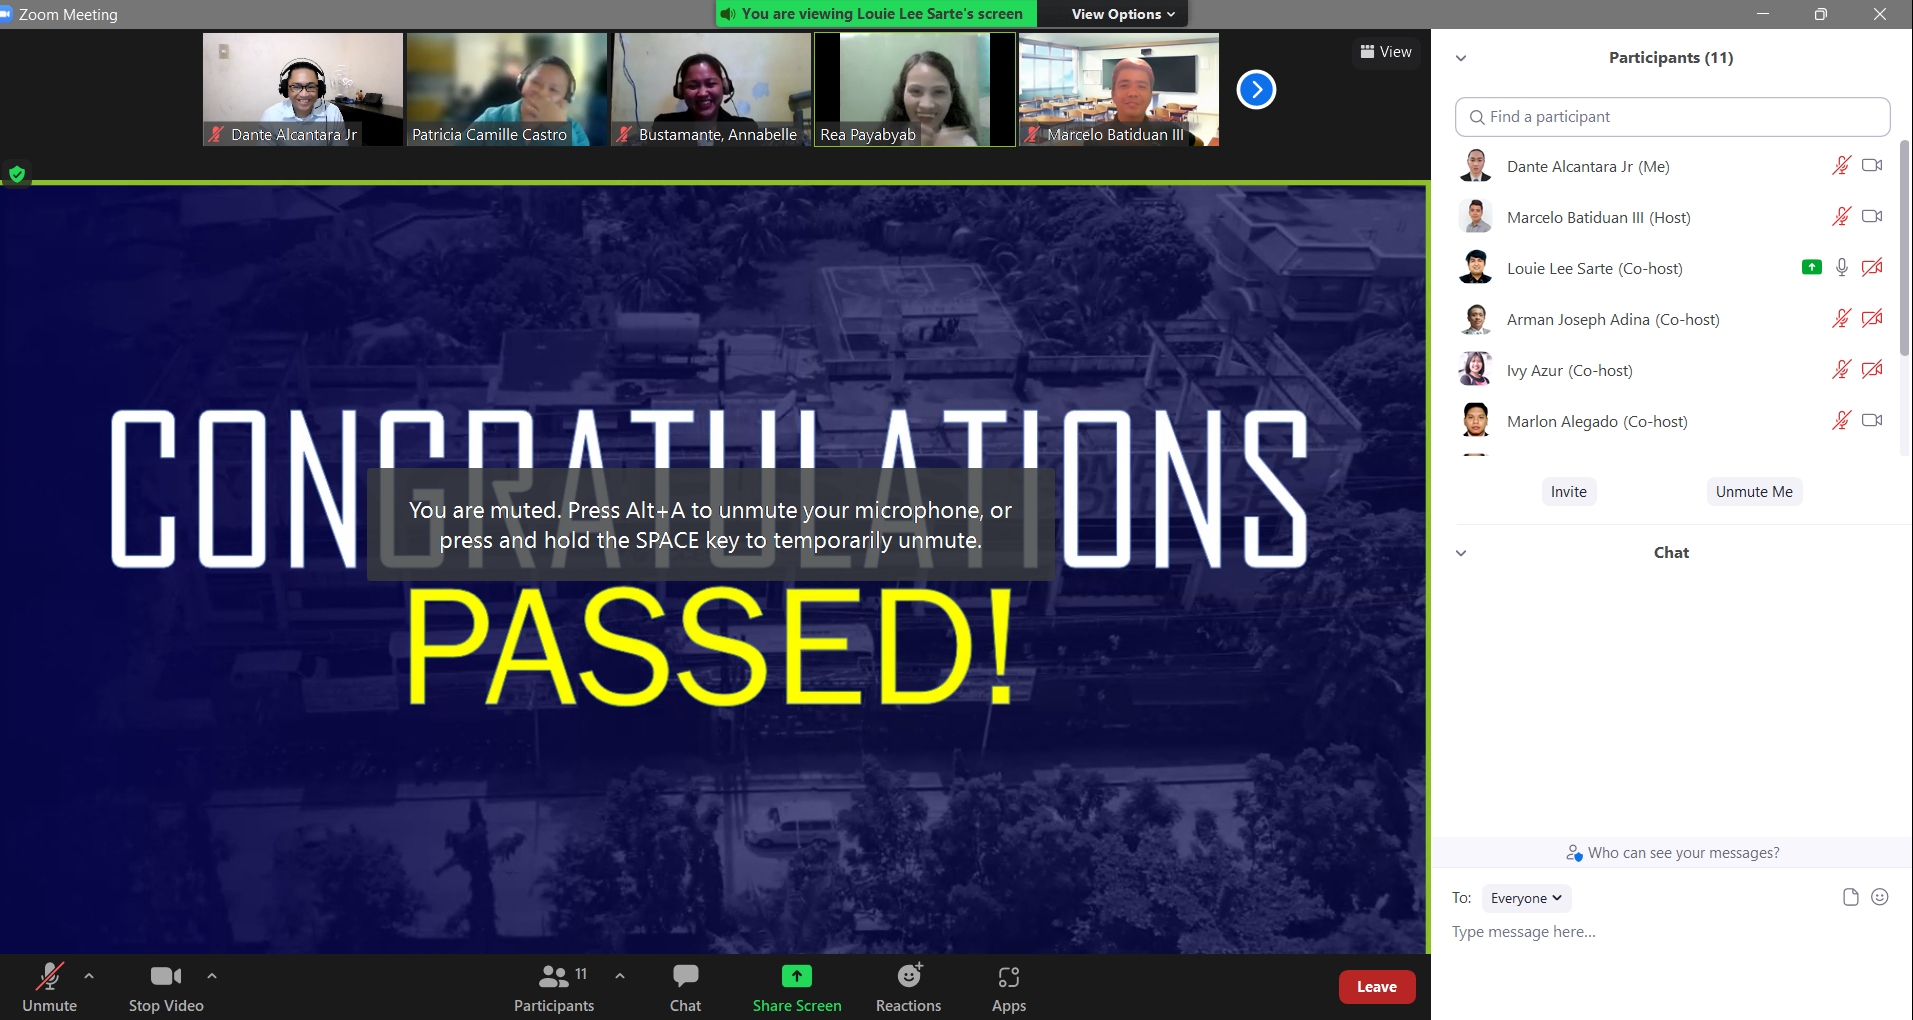 Zoom Meeting
You are viewing Louie Lee Sarte's screen
View Options
View
Dante Alcantara Jr
Patricia Camille Castro
Bustamante, Annabelle
Rea Payabyab
Marcelo Batiduan III
CONGRATULATIONS
PASSED!
You are muted. Press Alt+A to unmute your microphone, or
press and hold the SPACE key to temporarily unmute.
Participants (11)
Find a participant
Dante Alcantara Jr (Me)
Marcelo Batiduan III (Host)
Louie Lee Sarte (Co-host)
Arman Joseph Adina (Co-host)
Ivy Azur (Co-host)
Marlon Alegado (Co-host)
Invite
Unmute Me
Chat
Who can see your messages?
To: Everyone
Type message here...
Unmute
Stop Video
11
Participants
Chat
Share Screen
Reactions
Apps
Leave